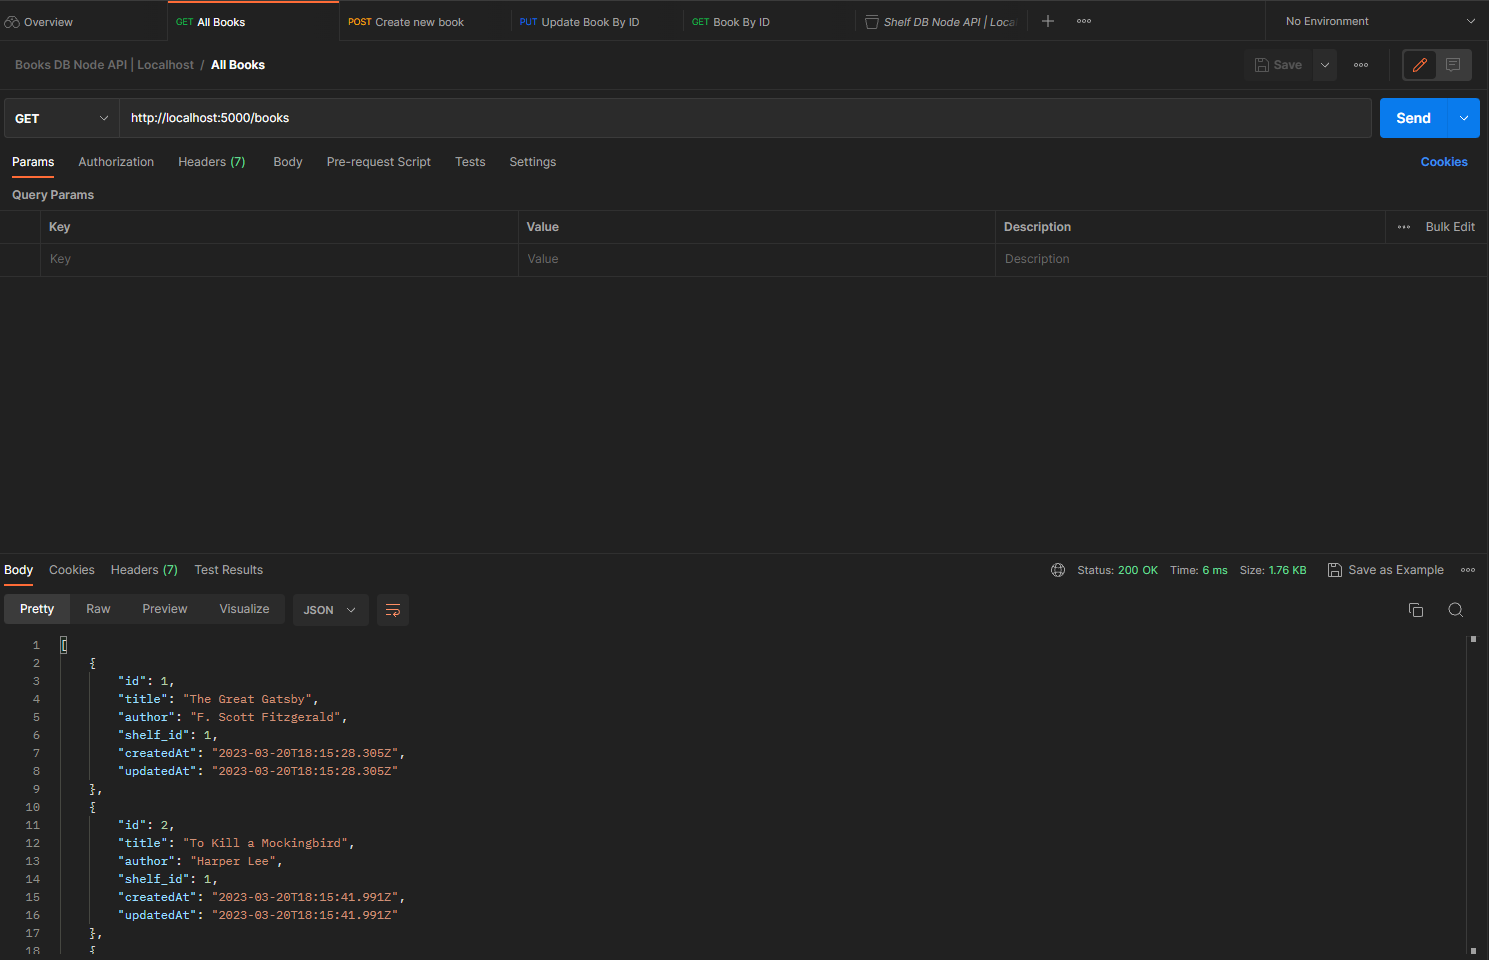 Overview
GET All Books
POST Create new book
PUT Update Book By ID
GET Book By ID
Shelf DB Node API | Loca
No Environment
Books DB Node API | Localhost / All Books
Save
GET
http://localhost:5000/books
Send
Params Authorization Headers (7) Body Pre-request Script Tests Settings Cookies
Query Params
Key Value Description Bulk Edit
Key Value Description
Body Cookies Headers (7) Test Results Status: 200 OK Time: 6 ms Size: 1.76 KB Save as Example
Pretty Raw Preview Visualize JSON
1 [
2 {
3 "id": 1,
4 "title": "The Great Gatsby",
5 "author": "F. Scott Fitzgerald",
6 "shelf_id": 1,
7 "createdAt": "2023-03-20T18:15:28.305Z",
8 "updatedAt": "2023-03-20T18:15:28.305Z"
9 },
10 {
11 "id": 2,
12 "title": "To Kill a Mockingbird",
13 "author": "Harper Lee",
14 "shelf_id": 1,
15 "createdAt": "2023-03-20T18:15:41.991Z",
16 "updatedAt": "2023-03-20T18:15:41.991Z"
17 },
18 {